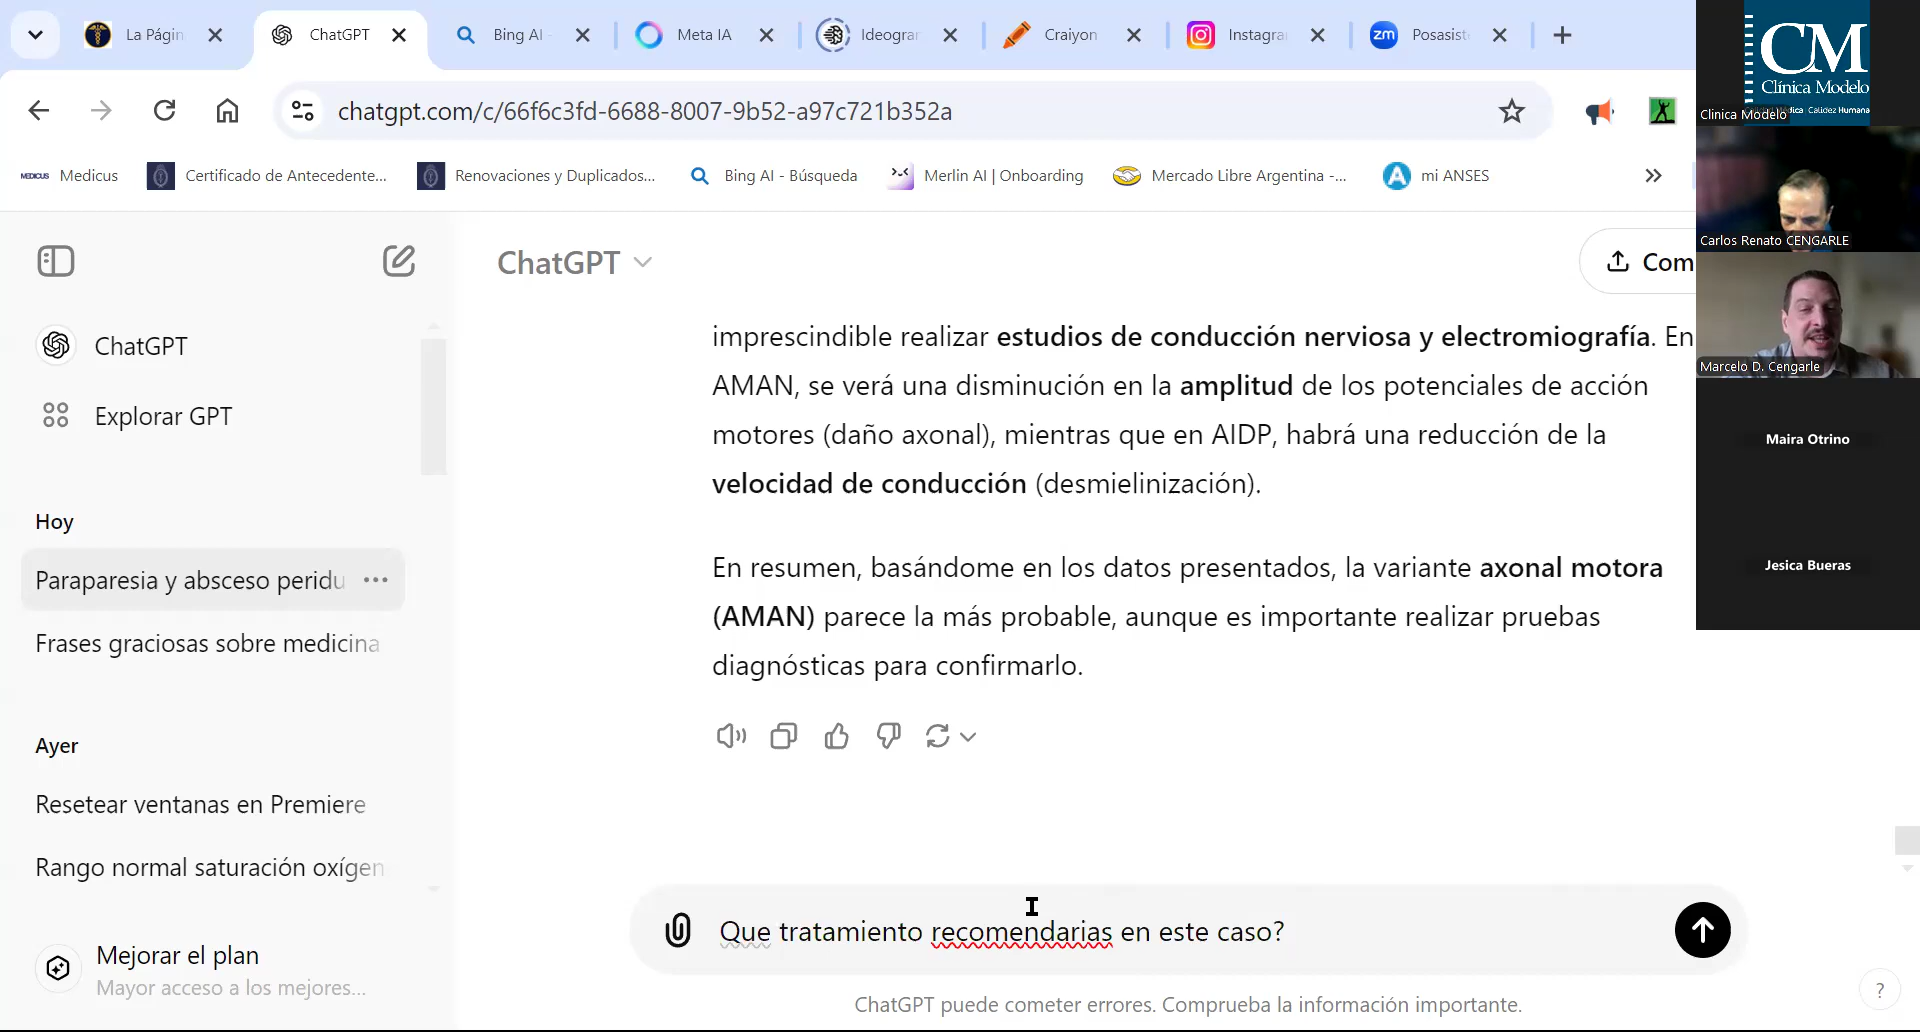 La Págin
ChatGPT
Bing AI -
Meta IA
Ideogra
Craiyon
Instagra
zm
Posasist
chatgpt.com/c/66f6c3fd-6688-8007-9b52-a97c721b352a
MEDICUS
Medicus
Certificado de Antecedente...
Renovaciones y Duplicados...
Bing AI - Búsqueda
Merlin AI | Onboarding
Mercado Libre Argentina -...
mi ANSES
ChatGPT
Explorar GPT
Hoy
Paraparesia y absceso peridu
Frases graciosas sobre medicina
Ayer
Resetear ventanas en Premiere
Rango normal saturación oxígen
Mejorar el plan
Mayor acceso a los mejores...
ChatGPT
Com
imprescindible realizar estudios de conducción nerviosa y electromiografía. En
AMAN, se verá una disminución en la amplitud de los potenciales de acción
motores (daño axonal), mientras que en AIDP, habrá una reducción de la
velocidad de conducción (desmielinización).
En resumen, basándome en los datos presentados, la variante axonal motora
(AMAN) parece la más probable, aunque es importante realizar pruebas
diagnósticas para confirmarlo.
Que tratamiento recomendarias en este caso?
ChatGPT puede cometer errores. Comprueba la información importante.
?
CM
Clínica Modelo
Calidez Humana
Clinica Modelo
Carlos Renato CENGARLE
Marcelo D. Cengarle
Maira Otrino
Jesica Bueras